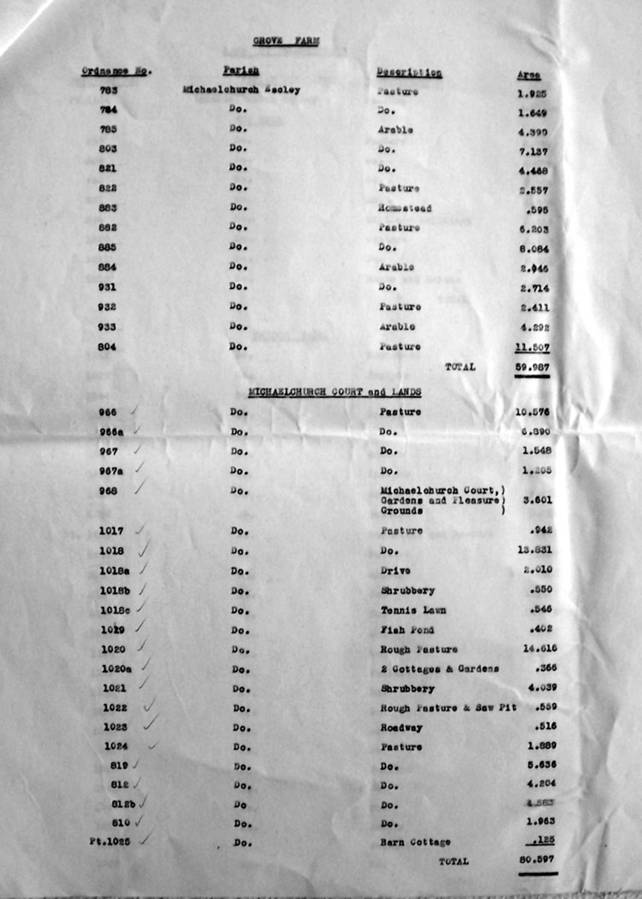 GROVE FARM
Ordnance No. Parish Description Area
783 Michaelchurch Escley Pasture 1.925
784 Do. Do. 1.649
785 Do. Arable 4.390
803 Do. Do. 7.137
821 Do. Do. 4.468
822 Do. Pasture 2.557
883 Do. Homestead .595
882 Do. Pasture 6.203
885 Do. Do. 8.084
884 Do. Arable 2.946
931 Do. Do. 2.714
932 Do. Pasture 2.411
933 Do. Arable 4.292
804 Do. Pasture 11.507
TOTAL 59.987
MICHAELCHURCH COURT and LANDS
966 Do. Pasture 10.576
966a Do. Do. 6.890
967 Do. Do. 1.548
967a Do. Do. 1.205
968 Do. Michaelchurch Court,)
Gardens and Pleasure) 3.601
Grounds )
1017 Do. Pasture .942
1018 Do. Do. 13.831
1018a Do. Drive 2.010
1018b Do. Shrubbery .550
1018c Do. Tennis Lawn .546
1019 Do. Fish Pond .402
1020 Do. Rough Pasture 14.616
1020a Do. 2 Cottages & Gardens .366
1021 Do. Shrubbery 4.039
1022 Do. Rough Pasture & Saw Pit .559
1023 Do. Roadway .516
1024 Do. Pasture 1.889
819 Do. Do. 5.636
812 Do. Do. 4.204
812b Do Do. 4.583
810 Do. Do. 1.963
Pt.1025 Do. Barn Cottage .125
TOTAL 80.597